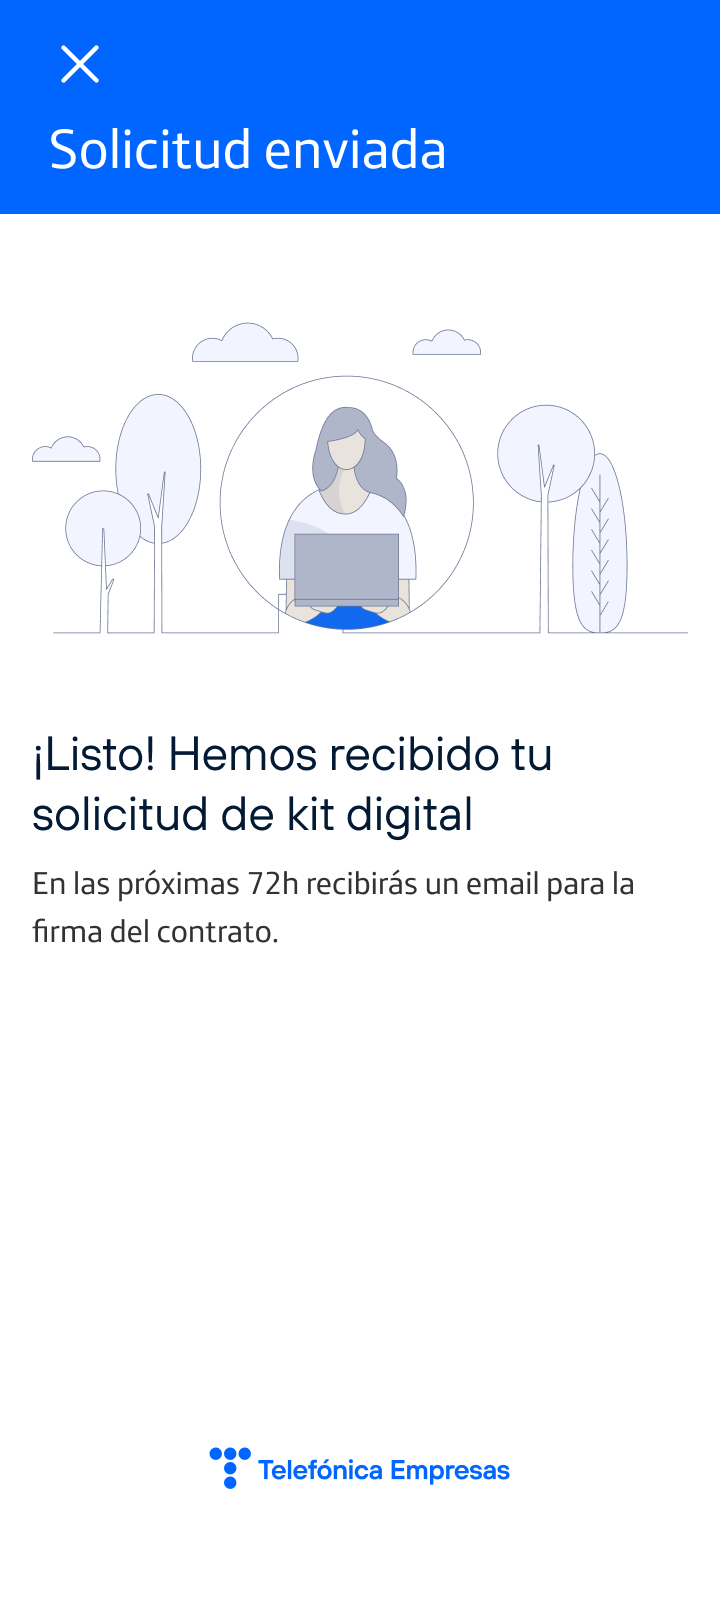 Solicitud enviada
¡Listo! Hemos recibido tu
solicitud de kit digital
En las próximas 72h recibirás un email para la
firma del contrato.
Telefónica Empresas